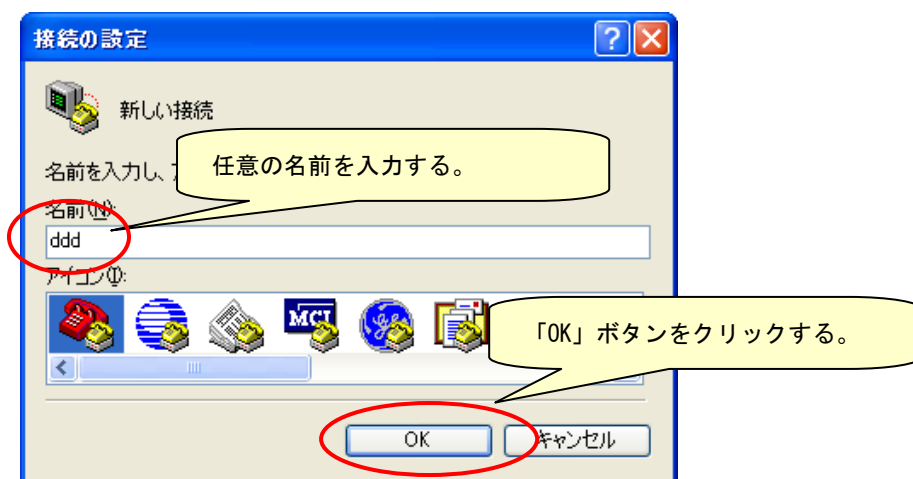 接続の設定
新しい接続
名前を入力し、
任意の名前を入力する。
名前(N):
ddd
アイコン(I):
MCI
「OK」ボタンをクリックする。
OK
キャンセル